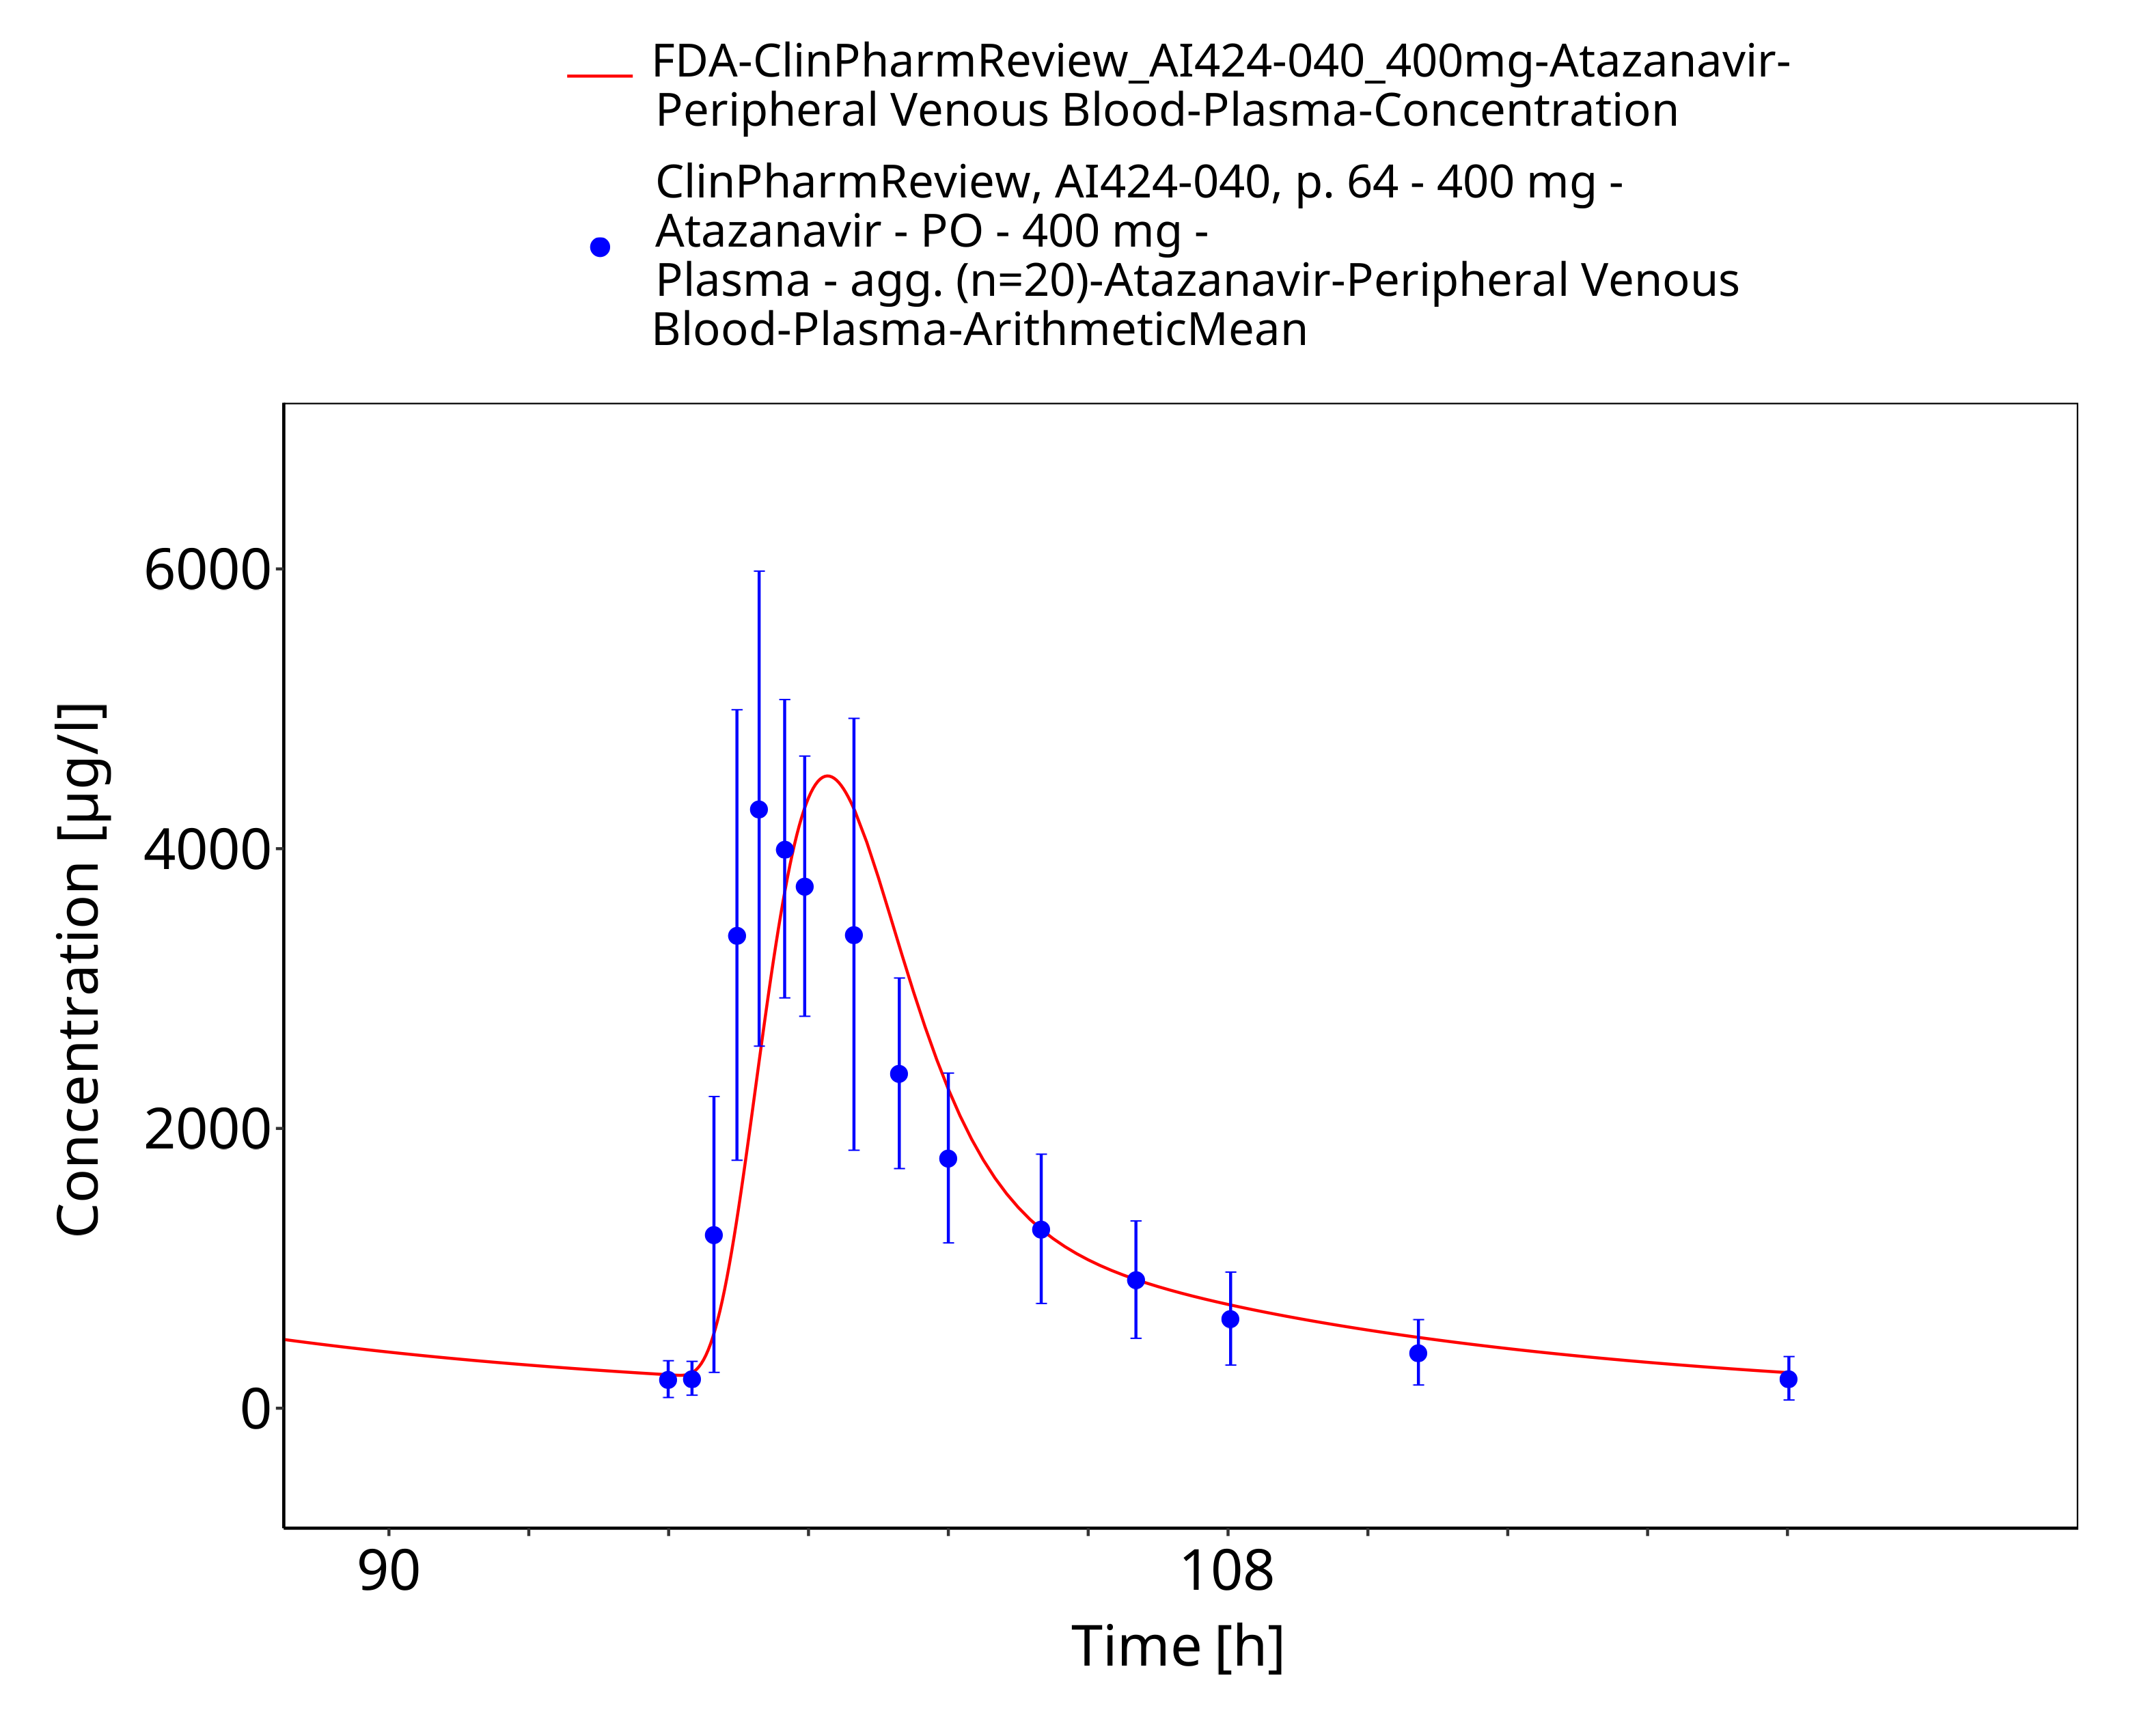 FDA-ClinPharmReview_AI424-040_400mg-Atazanavir-
Peripheral Venous Blood-Plasma-Concentration
ClinPharmReview, AI424-040, p. 64 - 400 mg -
Atazanavir - PO - 400 mg -
Plasma - agg. (n=20)-Atazanavir-Peripheral Venous
Blood-Plasma-ArithmeticMean
6000
4000
2000
0
Concentration [µg/l]
90
108
Time [h]